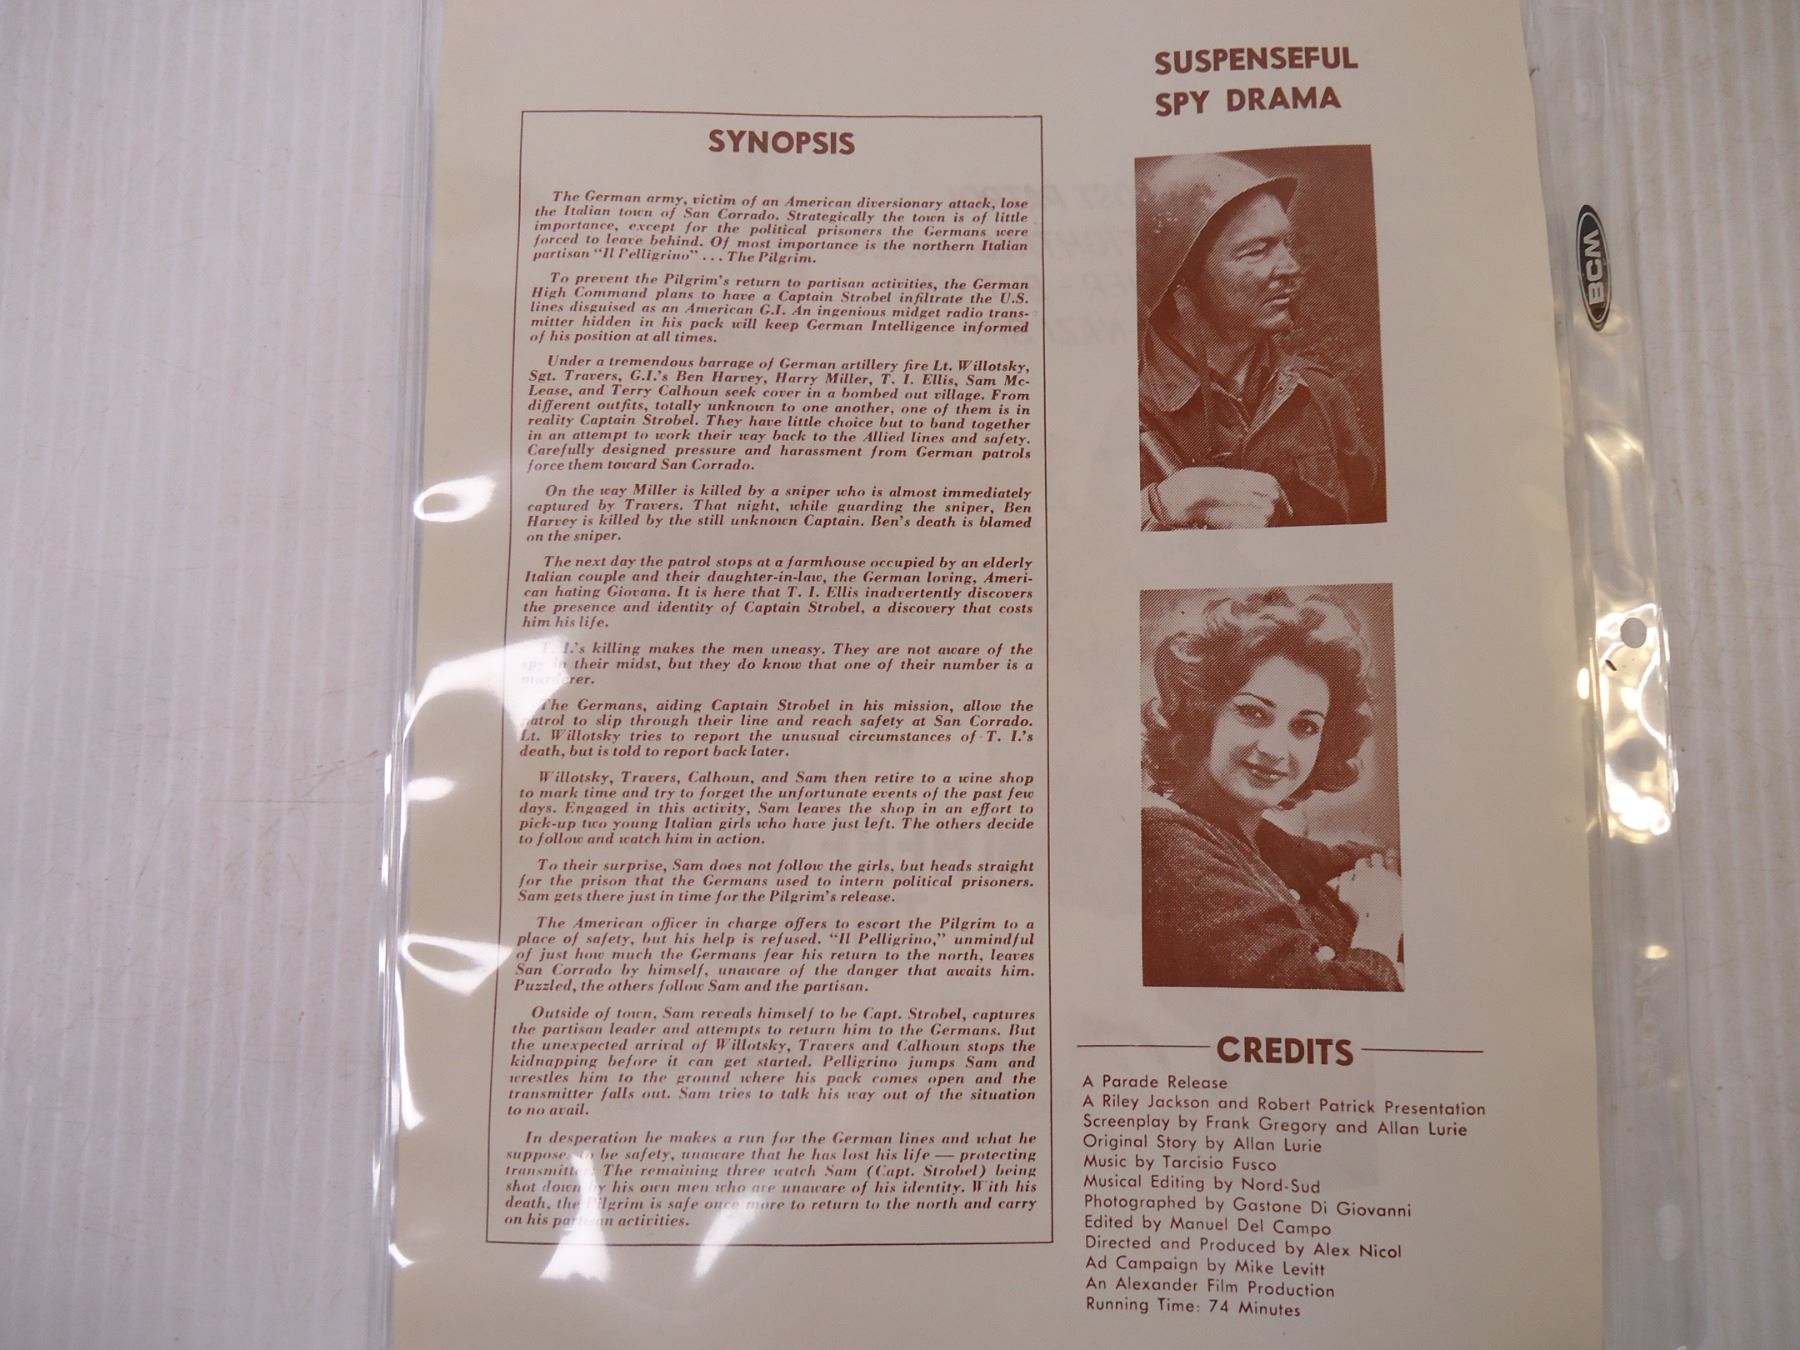 SYNOPSIS
The German army, victim of an American diversionary attack, lose
the Italian town of San Corrado. Strategically the town is of little
importance, except for the political prisoners the Germans were
forced to leave behind. Of most importance is the northern Italian
partisan "Il Pelligrino" . . . The Pilgrim.
To prevent the Pilgrim's return to partisan activities, the German
High Command plans to have a Captain Strobel infiltrate the U.S.
lines disguised as an American G.I. An ingenious midget radio trans-
mitter hidden in his pack will keep German Intelligence informed
of his position at all times.
Under a tremendous barrage of German artillery fire Lt. Willotsky,
Sgt. Travers, G.I.'s Ben Harvey, Harry Miller, T. I. Ellis, Sam Mc-
Lease, and Terry Calhoun seek cover in a bombed out village. From
different outfits, totally unknown to one another, one of them is in
reality Captain Strobel. They have little choice but to band together
in an attempt to work their way back to the Allied lines and safety.
Carefully designed pressure and harassment from German patrols
force them toward San Corrado.
On the way Miller is killed by a sniper who is almost immediately
captured by Travers. That night, while guarding the sniper, Ben
Harvey is killed by the still unknown Captain. Ben's death is blamed
on the sniper.
The next day the patrol stops at a farmhouse occupied by an elderly
Italian couple and their daughter-in-law, the German loving, Ameri-
can hating Giovana. It is here that T. I. Ellis inadvertently discovers
the presence and identity of Captain Strobel, a discovery that costs
him his life.
T. I.'s killing makes the men uneasy. They are not aware of the
spy in their midst, but they do know that one of their number is a
murderer.
The Germans, aiding Captain Strobel in his mission, allow the
patrol to slip through their line and reach safety at San Corrado.
Lt. Willotsky tries to report the unusual circumstances of T. I.'s
death, but is told to report back later.
Willotsky, Travers, Calhoun, and Sam then retire to a wine shop
to mark time and try to forget the unfortunate events of the past few
days. Engaged in this activity, Sam leaves the shop in an effort to
pick-up two young Italian girls who have just left. The others decide
to follow and watch him in action.
To their surprise, Sam does not follow the girls, but heads straight
for the prison that the Germans used to intern political prisoners.
Sam gets there just in time for the Pilgrim's release.
The American officer in charge offers to escort the Pilgrim to a
place of safety, but his help is refused. "Il Pelligrino," unmindful
of just how much the Germans fear his return to the north, leaves
San Corrado by himself, unaware of the danger that awaits him.
Puzzled, the others follow Sam and the partisan.
Outside of town, Sam reveals himself to be Capt. Strobel, captures
the partisan leader and attempts to return him to the Germans. But
the unexpected arrival of Willotsky, Travers and Calhoun stops the
kidnapping before it can get started. Pelligrino jumps Sam and
wrestles him to the ground where his pack comes open and the
transmitter falls out. Sam tries to talk his way out of the situation
to no avail.
In desperation he makes a run for the German lines and what he
supposes to be safety, unaware that he has lost his life — protecting
transmitter. The remaining three watch Sam (Capt. Strobel) being
shot down by his own men who are unaware of his identity. With his
death, the Pilgrim is safe once more to return to the north and carry
on his partisan activities.
SUSPENSEFUL
SPY DRAMA
CREDITS
A Parade Release
A Riley Jackson and Robert Patrick Presentation
Screenplay by Frank Gregory and Allan Lurie
Original Story by Allan Lurie
Music by Tarcisio Fusco
Musical Editing by Nord-Sud
Photographed by Gastone Di Giovanni
Edited by Manuel Del Campo
Directed and Produced by Alex Nicol
Ad Campaign by Mike Levitt
An Alexander Film Production
Running Time: 74 Minutes
BCW